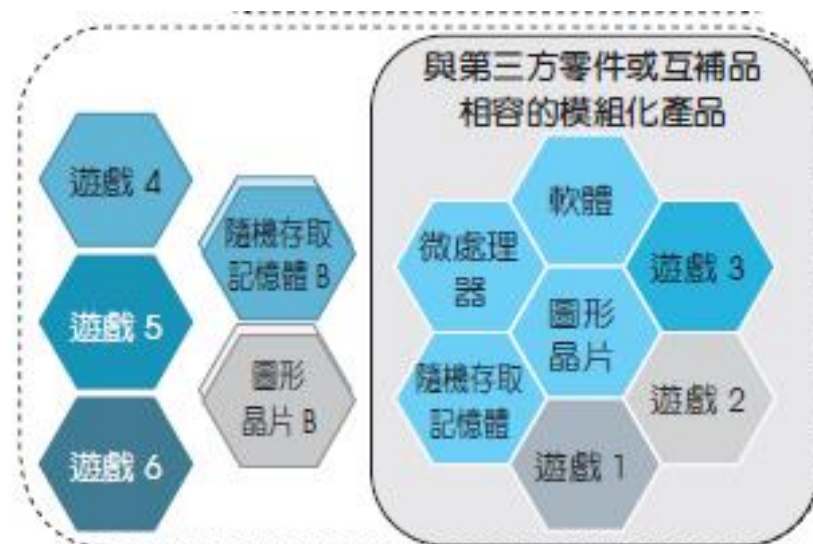 與第三方零件或互補品
相容的模組化產品
遊戲 4
遊戲 5
遊戲 6
隨機存取
記憶體 B
圖形
晶片 B
軟體
微處理
器
遊戲 3
圖形
晶片
隨機存取
記憶體
遊戲 2
遊戲 1